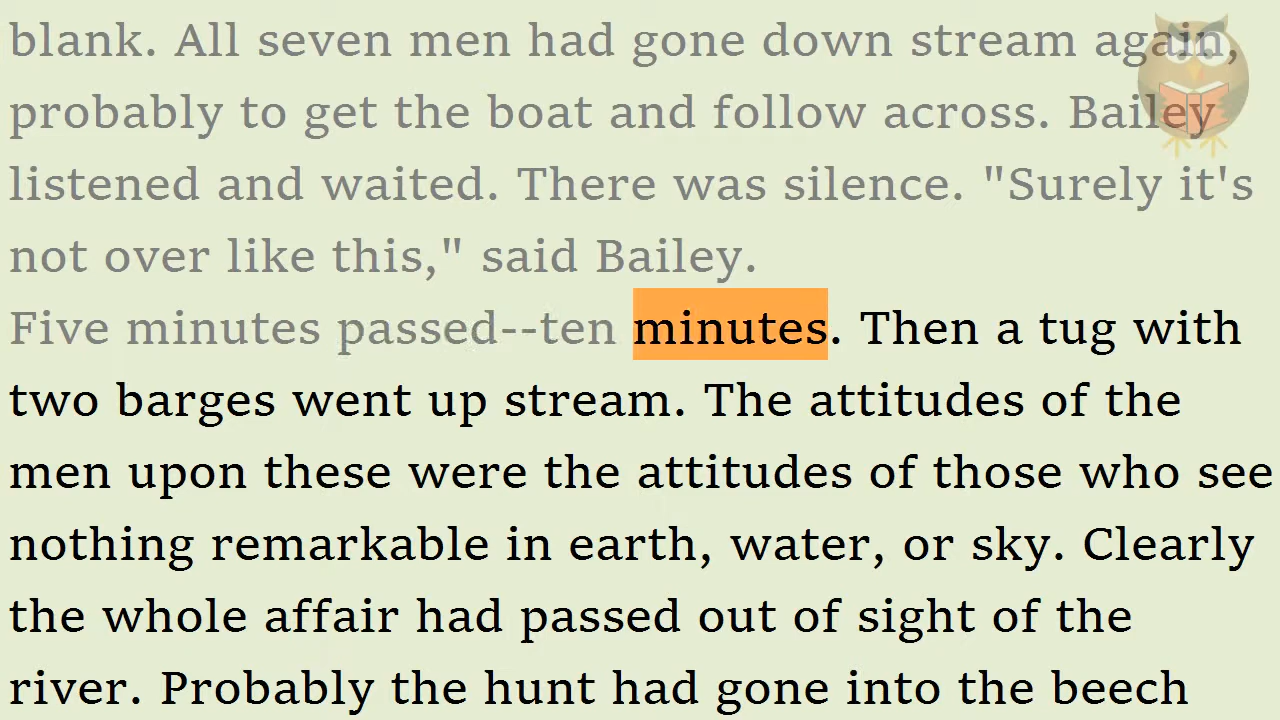 blank. All seven men had gone down stream again,
probably to get the boat and follow across. Bailey
listened and waited. There was silence. "Surely it's
not over like this," said Bailey.
Five minutes passed--ten minutes. Then a tug with
two barges went up stream. The attitudes of the
men upon these were the attitudes of those who see
nothing remarkable in earth, water, or sky. Clearly
the whole affair had passed out of sight of the
river. Probably the hunt had gone into the beech